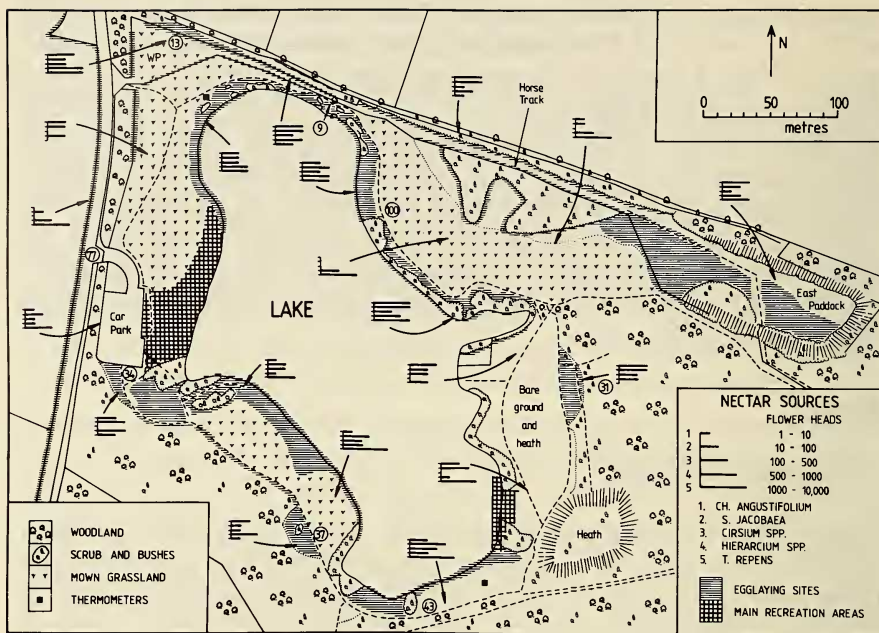 N
0 50 100
metres
13
WP
Horse
Track
9
100
71
LAKE
Car
Park
East
Paddock
34
31
Bare
ground
and
heath
Heath
37
43
WOODLAND
SCRUB AND BUSHES
MOWN GRASSLAND
THERMOMETERS
NECTAR SOURCES
FLOWER HEADS
1 1 - 10
2 10 - 100
3 100 - 500
4 500 - 1000
5 1000 - 10,000
1. CH. ANGUSTIFOLIUM
2. S. JACOBAEA
3. CIRSIUM SPP.
4. HIERARCIUM SPP.
5. T. REPENS
EGGLAYING SITES
MAIN RECREATION AREAS